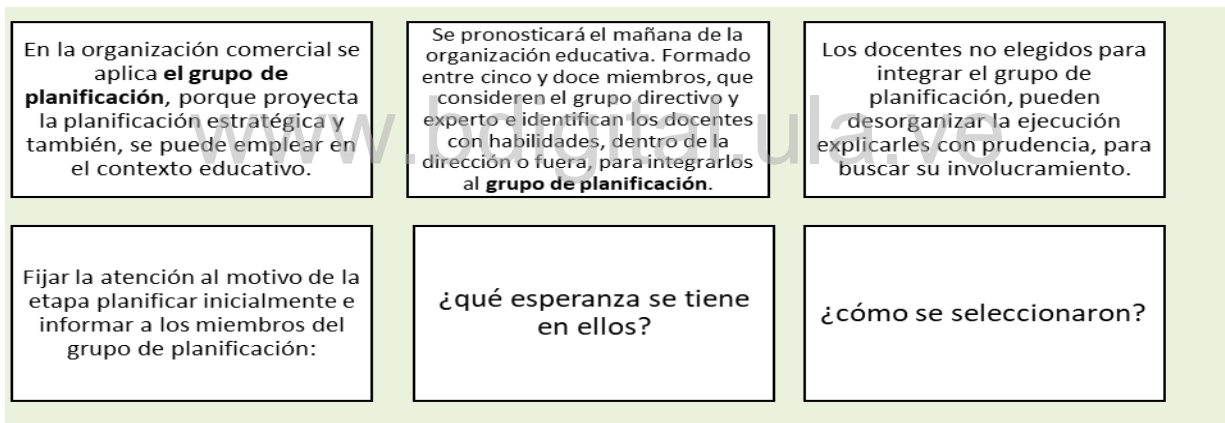 En la organización comercial se
aplica el grupo de
planificación, porque proyecta
la planificación estratégica y
también, se puede emplear en
el contexto educativo.
Se pronosticará el mañana de la
organización educativa. Formado
entre cinco y doce miembros, que
consideren el grupo directivo y
experto e identifican los docentes
con habilidades, dentro de la
dirección o fuera, para integrarlos
al grupo de planificación.
Los docentes no elegidos para
integrar el grupo de
planificación, pueden
desorganizar la ejecución
explicarles con prudencia, para
buscar su involucramiento.
www.bdigital.ula.ve
Fijar la atención al motivo de la
etapa planificar inicialmente e
informar a los miembros del
grupo de planificación:
¿qué esperanza se tiene
en ellos?
¿cómo se seleccionaron?